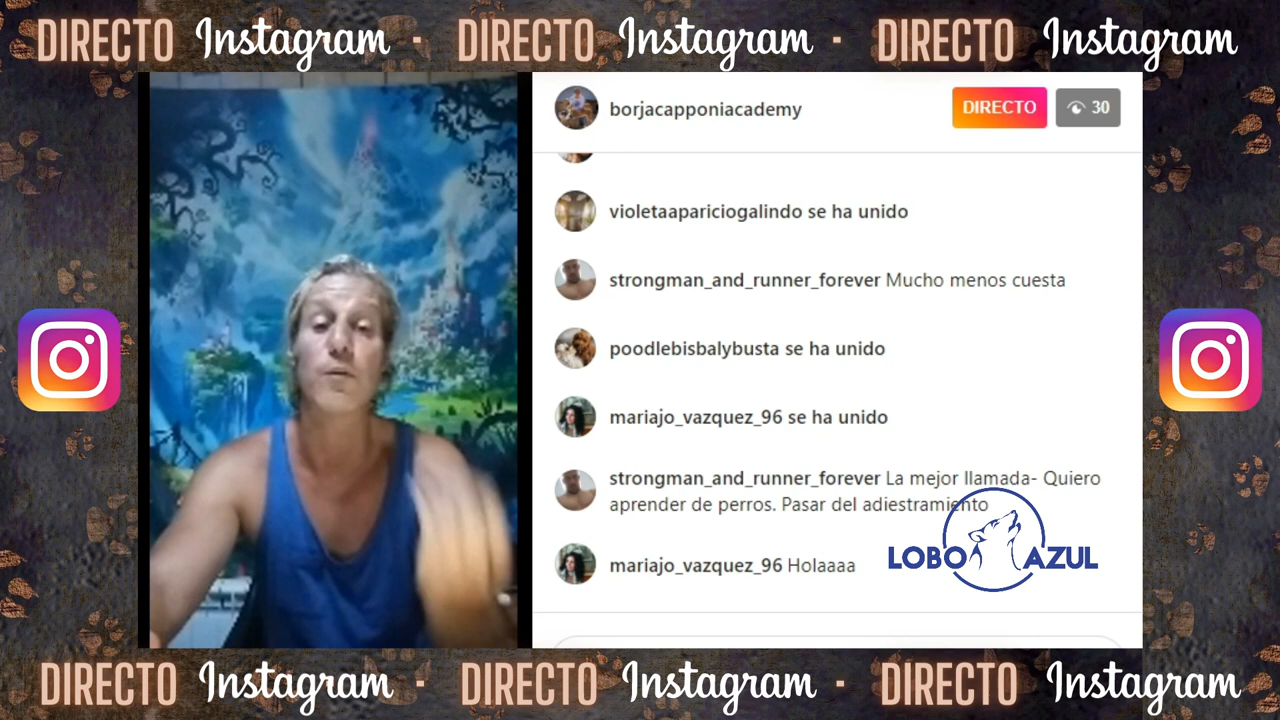 DIRECTO Instagram · DIRECTO Instagram · DIRECTO Instagram
borjacapponiacademy
DIRECTO
30
violetaapariciogalindo se ha unido
strongman_and_runner_forever Mucho menos cuesta
poodlebisbalybusta se ha unido
mariajo_vazquez_96 se ha unido
strongman_and_runner_forever La mejor llamada- Quiero
aprender de perros. Pasar del adiestramiento
mariajo_vazquez_96 Holaaaa
LOBO AZUL
DIRECTO Instagram · DIRECTO Instagram · DIRECTO Instagram